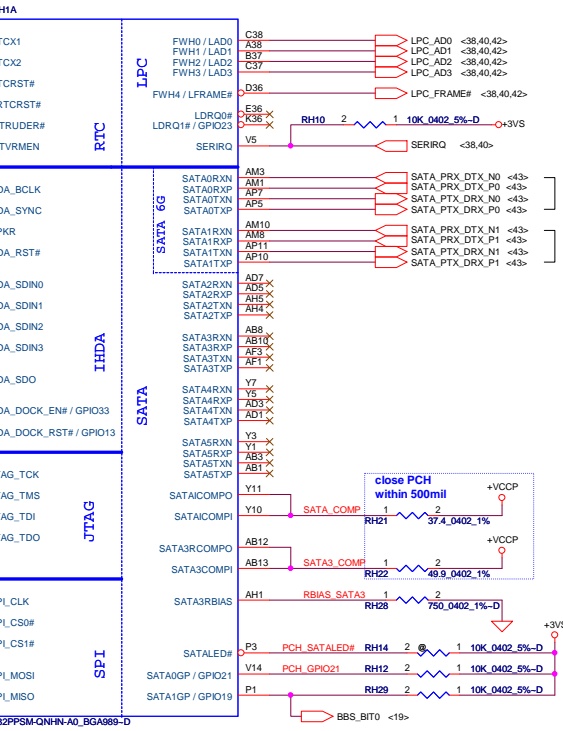 H1A
TCX1
TCX2
TCRST#
RTCRST#
TRUDER#
TVRMEN
RTC
LPC
FWH0 / LAD0 C38 LPC_AD0 <38,40,42>
FWH1 / LAD1 A38 LPC_AD1 <38,40,42>
FWH2 / LAD2 B37 LPC_AD2 <38,40,42>
FWH3 / LAD3 C37 LPC_AD3 <38,40,42>
FWH4 / LFRAME# D36 LPC_FRAME# <38,40,42>
LDRQ0# E36
LDRQ1# / GPIO23 K36
RH10 2 1 10K_0402_5%~D +3VS
SERIRQ V5 SERIRQ <38,40>
DA_BCLK
DA_SYNC
PKR
DA_RST#
DA_SDIN0
DA_SDIN1
DA_SDIN2
DA_SDIN3
DA_SDO
DA_DOCK_EN# / GPIO33
DA_DOCK_RST# / GPIO13
IHDA
SATA 6G
SATA
SATA0RXN AM3 SATA_PRX_DTX_N0 <43>
SATA0RXP AM1 SATA_PRX_DTX_P0 <43>
SATA0TXN AP7 SATA_PTX_DRX_N0 <43>
SATA0TXP AP5 SATA_PTX_DRX_P0 <43>
SATA1RXN AM10 SATA_PRX_DTX_N1 <43>
SATA1RXP AM8 SATA_PRX_DTX_P1 <43>
SATA1TXN AP11 SATA_PTX_DRX_N1 <43>
SATA1TXP AP10 SATA_PTX_DRX_P1 <43>
SATA2RXN AD7
SATA2RXP AD5
SATA2TXN AH5
SATA2TXP AH4
SATA3RXN AB8
SATA3RXP AB10
SATA3TXN AF3
SATA3TXP AF1
SATA4RXN Y7
SATA4RXP Y5
SATA4TXN AD3
SATA4TXP AD1
SATA5RXN Y3
SATA5RXP Y1
SATA5TXN AB3
SATA5TXP AB1
TAG_TCK
TAG_TMS
TAG_TDI
TAG_TDO
JTAG
close PCH
within 500mil
SATAICOMPO Y11 +VCCP
SATAICOMPI Y10 SATA_COMP RH21 1 2 37.4_0402_1%
SATA3RCOMPO AB12 +VCCP
SATA3COMPI AB13 SATA3_COMP RH22 1 2 49.9_0402_1%
SATA3RBIAS AH1 RBIAS_SATA3 RH28 1 2 750_0402_1%~D
PI_CLK
PI_CS0#
PI_CS1#
PI_MOSI
PI_MISO
SPI
+3VS
SATALED# P3 PCH_SATALED# RH14 2 @ 1 10K_0402_5%~D
SATA0GP / GPIO21 V14 PCH_GPIO21 RH12 2 1 10K_0402_5%~D
SATA1GP / GPIO19 P1 RH29 2 1 10K_0402_5%~D
BBS_BIT0 <19>
82PPSM-QNHN-A0_BGA989~D